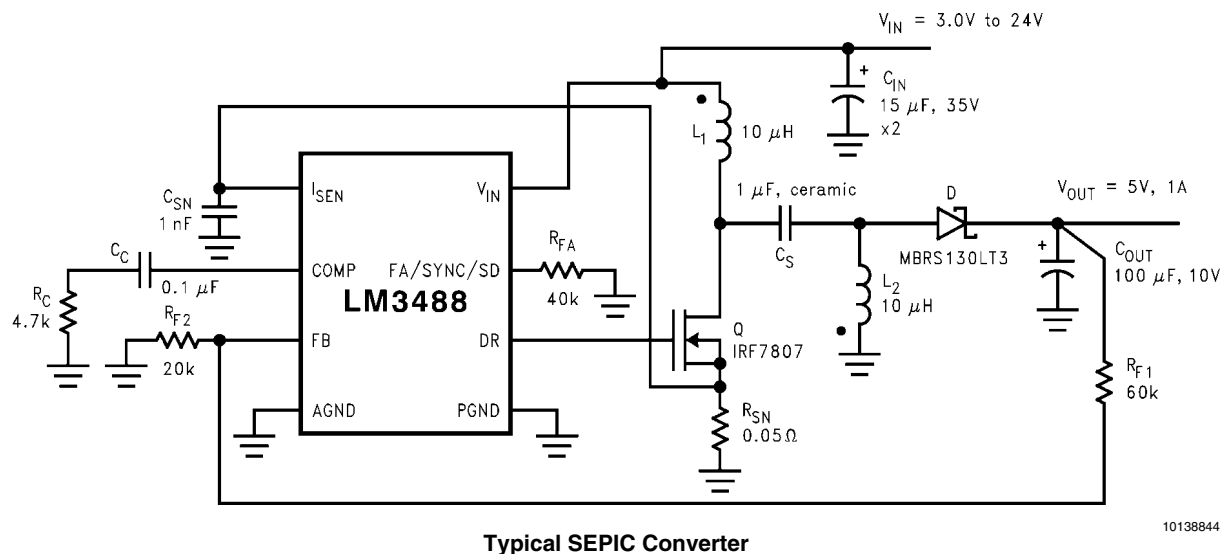 V_IN = 3.0V to 24V
C_IN
15 μF, 35V
x2
L_1
10 μH
C_SN
1 nF
I_SEN
V_IN
1 μF, ceramic
C_S
D
MBRS130LT3
V_OUT = 5V, 1A
C_OUT
100 μF, 10V
C_C
0.1 μF
COMP
FA/SYNC/SD
R_FA
40k
LM3488
L_2
10 μH
R_C
4.7k
R_F2
20k
FB
DR
Q
IRF7807
R_F1
60k
AGND
PGND
R_SN
0.05Ω
10138844
Typical SEPIC Converter